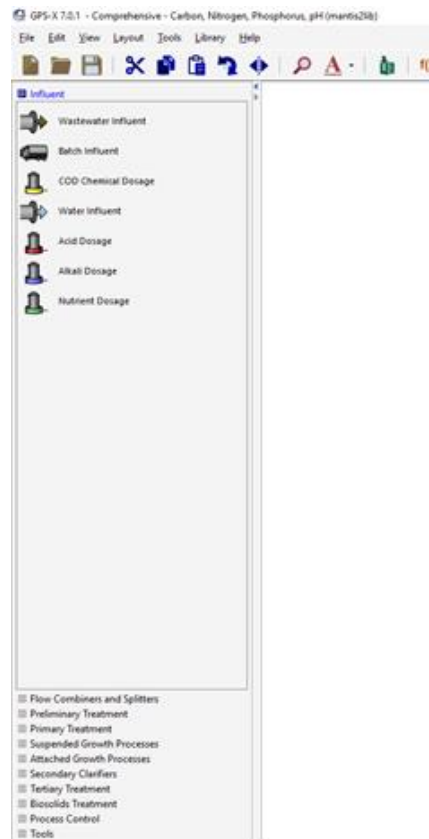 GPS-X 7.0.1 - Comprehensive - Carbon, Nitrogen, Phosphorus, pH (mantis2lib)
File Edit View Layout Tools Library Help
Influent
Wastewater Influent
Batch Influent
COD Chemical Dosage
Water Influent
Acid Dosage
Alkali Dosage
Nutrient Dosage
Flow Combiners and Splitters
Preliminary Treatment
Primary Treatment
Suspended Growth Processes
Attached Growth Processes
Secondary Clarifiers
Tertiary Treatment
Biosolids Treatment
Process Control
Tools